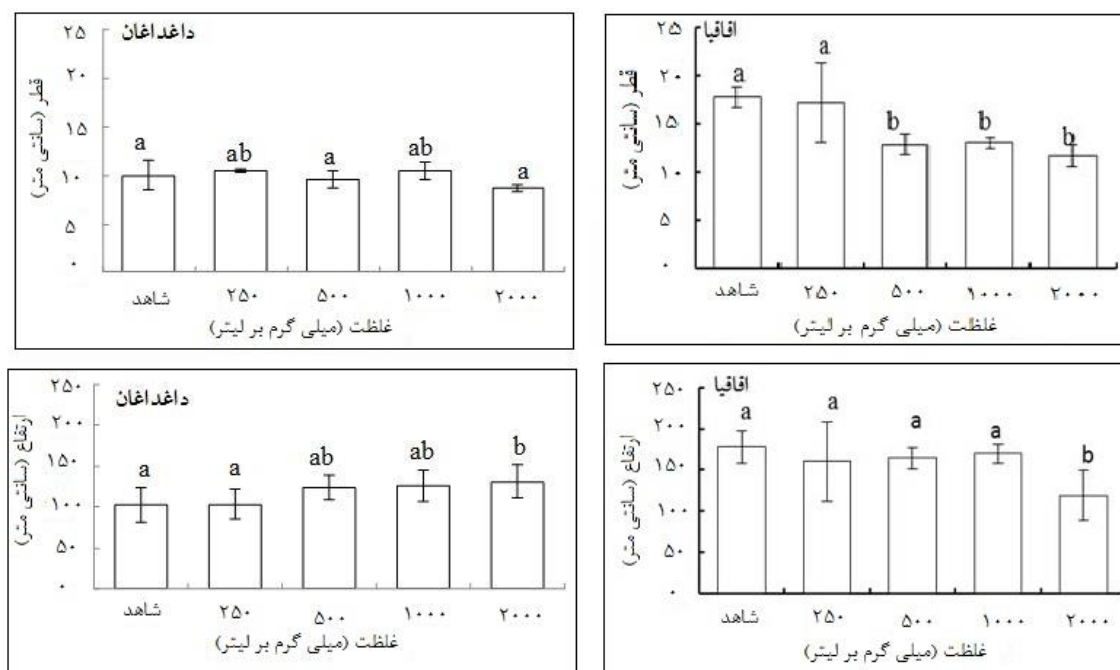 داغداغان
قطر (سانتی متر)
۲۵
۲۰
۱۵
۱۰
۵
۰
a ab a ab a
شاهد ۲۵۰ ۵۰۰ ۱۰۰۰ ۲۰۰۰
غلظت (میلی گرم بر لیتر)
اقاقیا
قطر (سانتی متر)
۲۵
۲۰
۱۵
۱۰
۵
۰
a a b b b
شاهد ۲۵۰ ۵۰۰ ۱۰۰۰ ۲۰۰۰
غلظت (میلی گرم بر لیتر)
داغداغان
ارتفاع (سانتی متر)
۲۵۰
۲۰۰
۱۵۰
۱۰۰
۵۰
۰
a a ab ab b
شاهد ۲۵۰ ۵۰۰ ۱۰۰۰ ۲۰۰۰
غلظت (میلی گرم بر لیتر)
اقاقیا
ارتفاع (سانتی متر)
۲۵۰
۲۰۰
۱۵۰
۱۰۰
۵۰
۰
a a a a b
شاهد ۲۵۰ ۵۰۰ ۱۰۰۰ ۲۰۰۰
غلظت (میلی گرم بر لیتر)